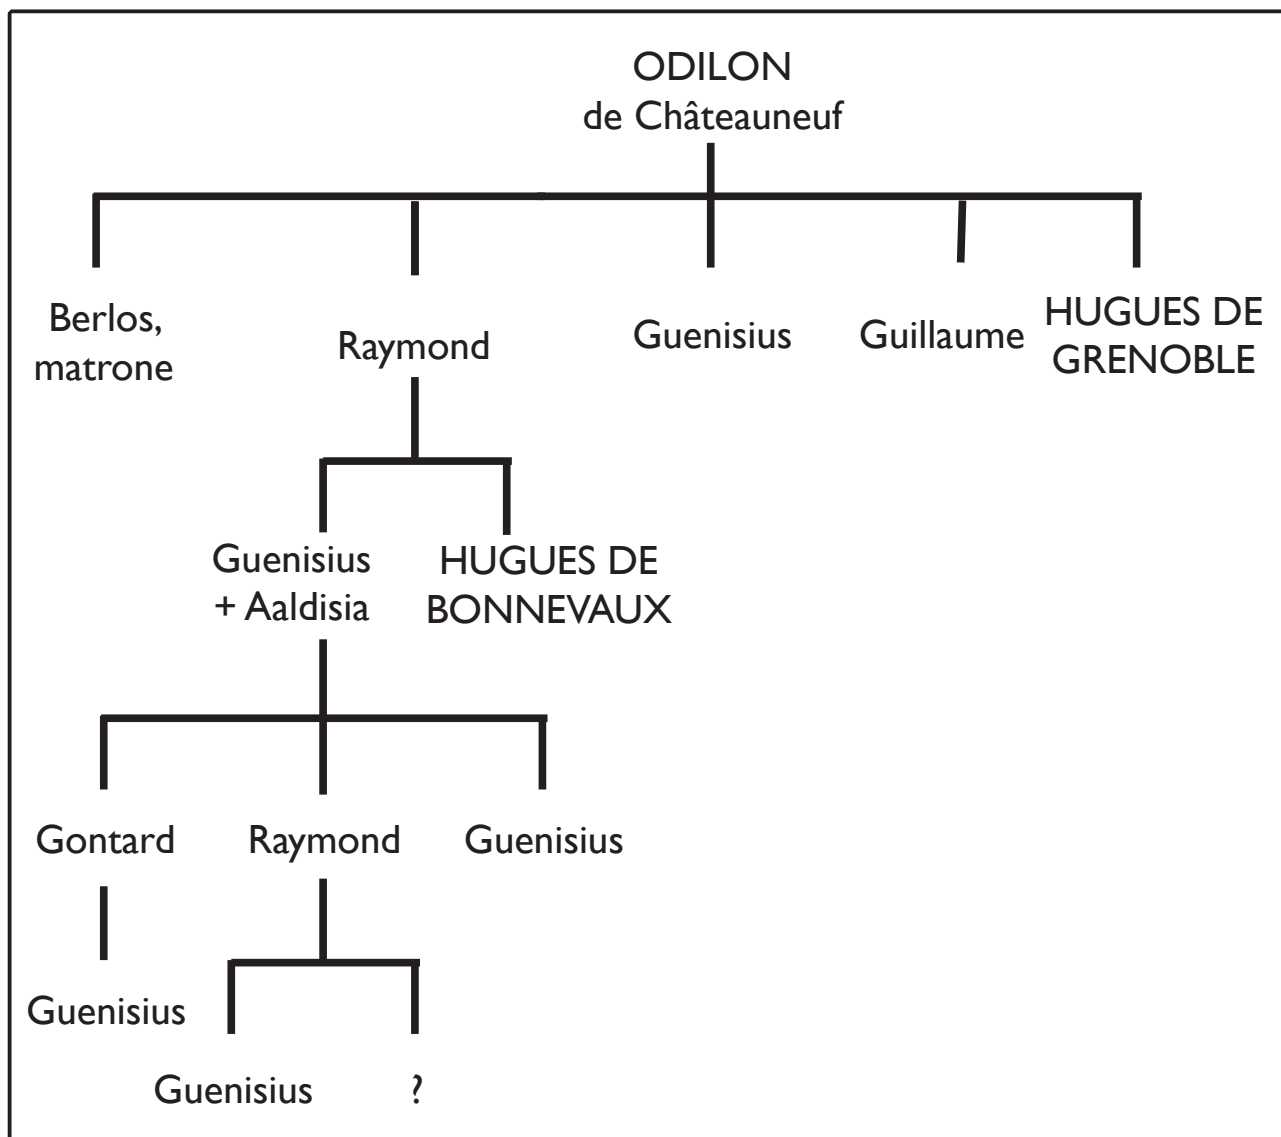 ODILON
de Châteauneuf
Berlos,
matrone
Raymond
Guenisius
Guillaume
HUGUES DE
GRENOBLE
Guenisius
+ Aaldisia
HUGUES DE
BONNEVAUX
Gontard
Raymond
Guenisius
Guenisius
Guenisius
?